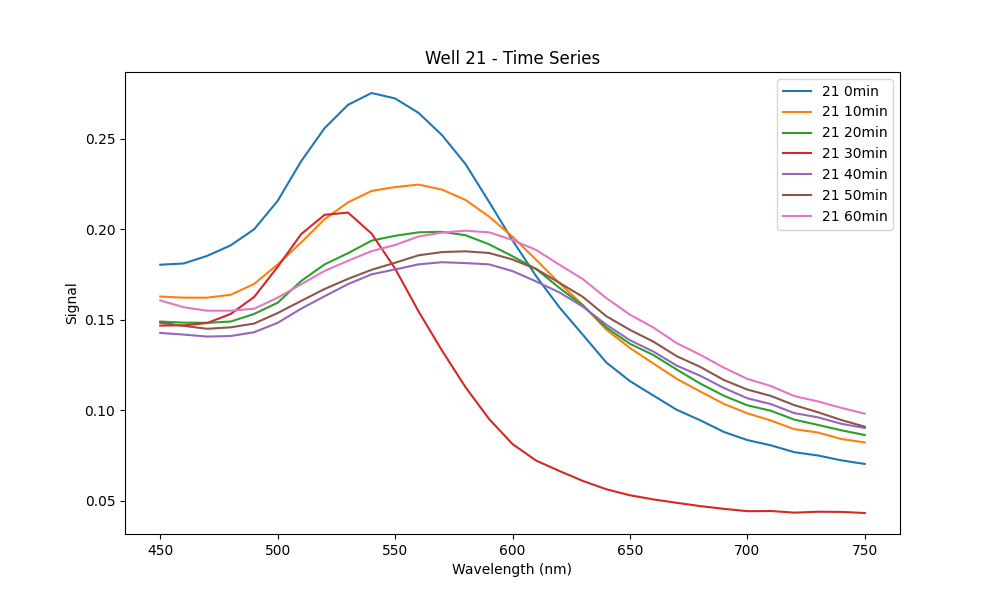 Well 21 - Time Series
Signal
0.25
0.20
0.15
0.10
0.05
450 500 550 600 650 700 750
Wavelength (nm)
21 0min
21 10min
21 20min
21 30min
21 40min
21 50min
21 60min